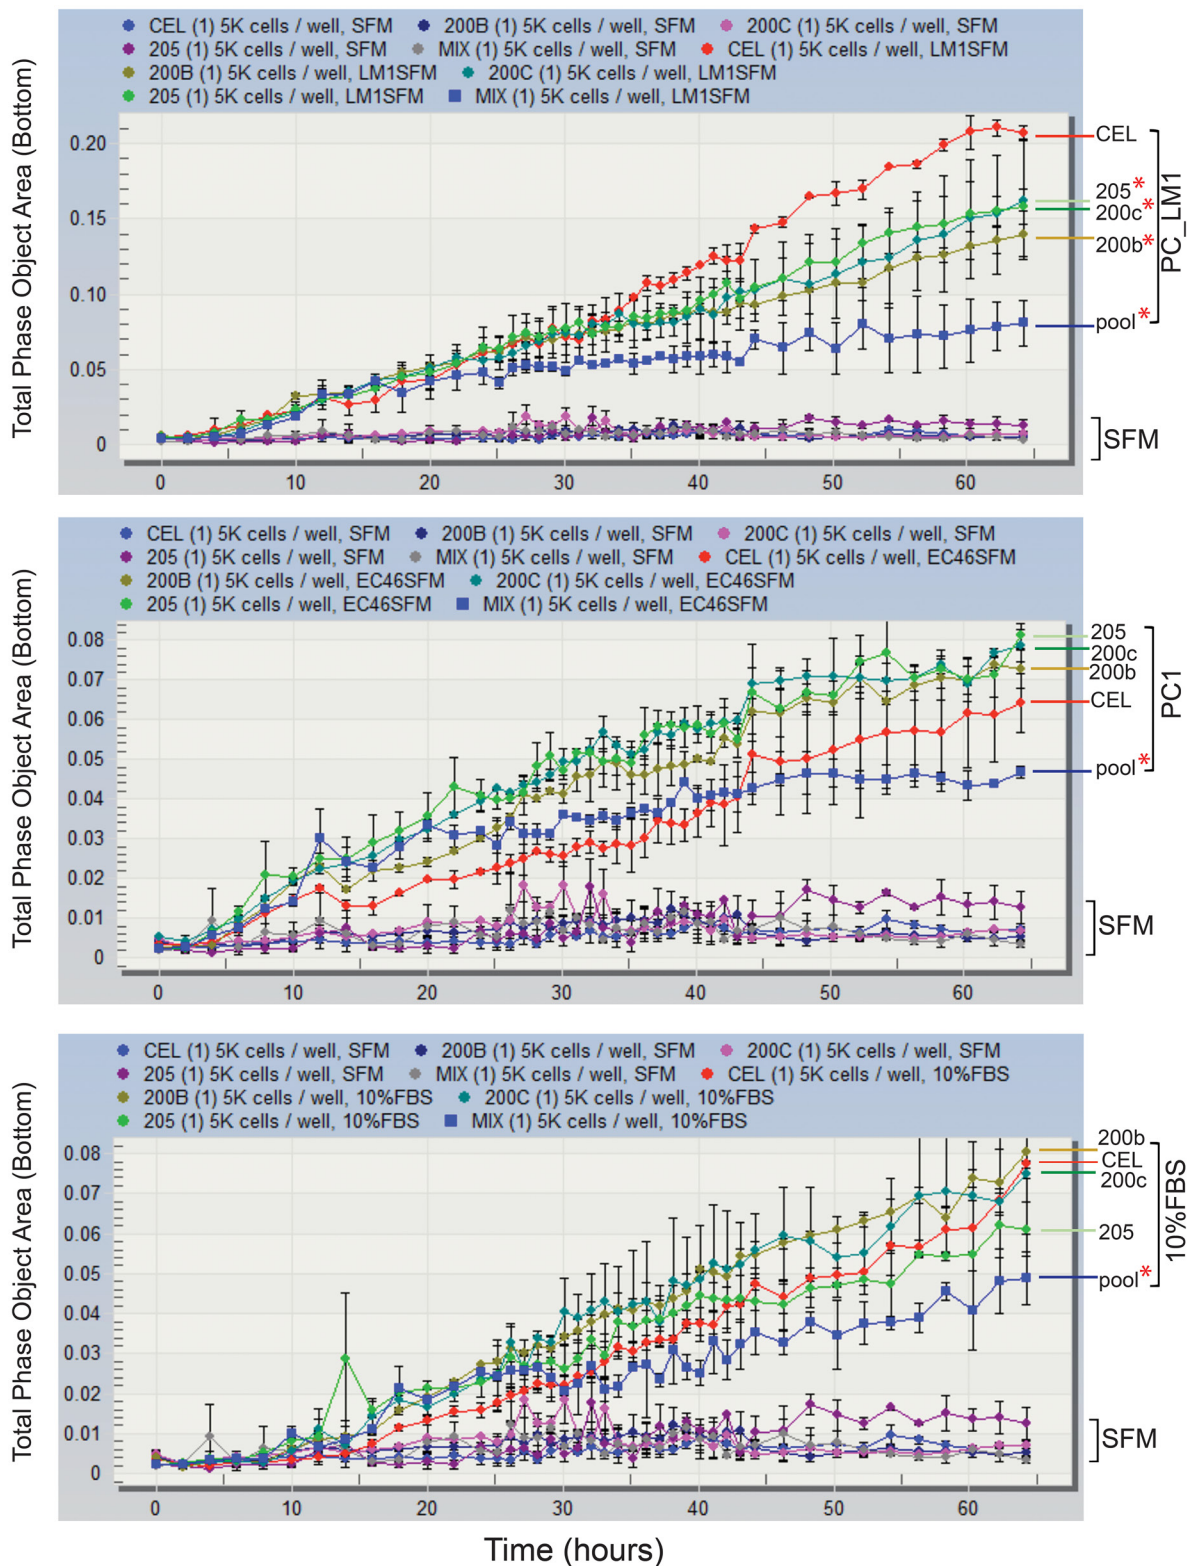 CEL (1) 5K cells / well, SFM 200B (1) 5K cells / well, SFM 200C (1) 5K cells / well, SFM
205 (1) 5K cells / well, SFM MIX (1) 5K cells / well, SFM CEL (1) 5K cells / well, LM1SFM
200B (1) 5K cells / well, LM1SFM 200C (1) 5K cells / well, LM1SFM
205 (1) 5K cells / well, LM1SFM MIX (1) 5K cells / well, LM1SFM
Total Phase Object Area (Bottom)
0.20
0.15
0.10
0.05
0
0 10 20 30 40 50 60
CEL
205*
200c*
200b*
pool*
PC_LM1
SFM
CEL (1) 5K cells / well, SFM 200B (1) 5K cells / well, SFM 200C (1) 5K cells / well, SFM
205 (1) 5K cells / well, SFM MIX (1) 5K cells / well, SFM CEL (1) 5K cells / well, EC46SFM
200B (1) 5K cells / well, EC46SFM 200C (1) 5K cells / well, EC46SFM
205 (1) 5K cells / well, EC46SFM MIX (1) 5K cells / well, EC46SFM
Total Phase Object Area (Bottom)
0.08
0.07
0.06
0.05
0.04
0.03
0.02
0.01
0
0 10 20 30 40 50 60
205
200c
200b
CEL
pool*
PC1
SFM
CEL (1) 5K cells / well, SFM 200B (1) 5K cells / well, SFM 200C (1) 5K cells / well, SFM
205 (1) 5K cells / well, SFM MIX (1) 5K cells / well, SFM CEL (1) 5K cells / well, 10%FBS
200B (1) 5K cells / well, 10%FBS 200C (1) 5K cells / well, 10%FBS
205 (1) 5K cells / well, 10%FBS MIX (1) 5K cells / well, 10%FBS
Total Phase Object Area (Bottom)
0.08
0.07
0.06
0.05
0.04
0.03
0.02
0.01
0
0 10 20 30 40 50 60
200b
CEL
200c
205
pool*
10%FBS
SFM
Time (hours)